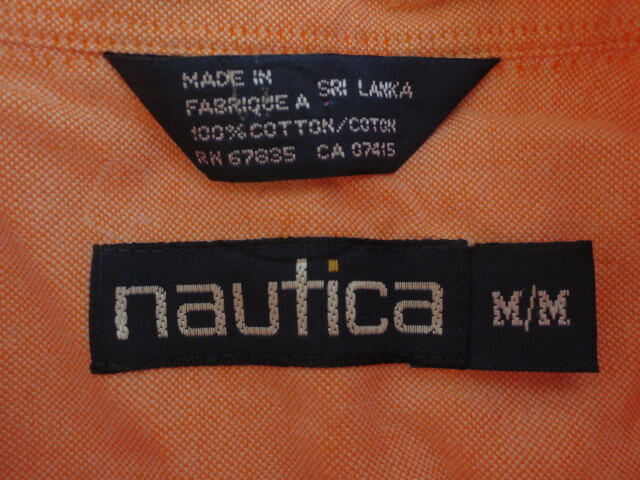 MADE IN
FABRIQUE A SRI LANKA
100% COTTON/COTON
RN 67835 CA 07415
nautica M/M